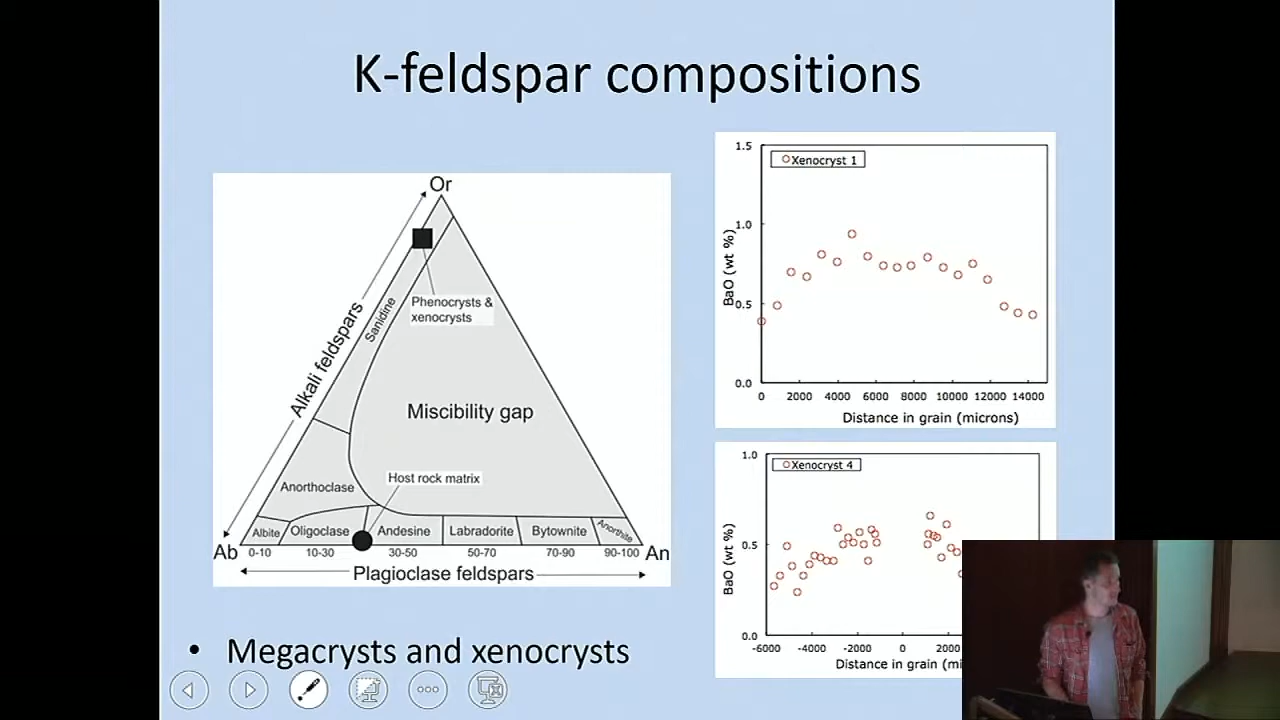 K-feldspar compositions
Or
Phenocrysts &
xenocrysts
Sanidine
Alkali feldspars
Miscibility gap
Host rock matrix
Anorthoclase
Albite
Oligoclase
Andesine
Labradorite
Bytownite
Anorthite
Ab
0-10
10-30
30-50
50-70
70-90
90-100
An
Plagioclase feldspars
Xenocryst 1
1.5
1.0
0.5
0.0
BaO (wt %)
0 2000 4000 6000 8000 10000 12000 14000
Distance in grain (microns)
Xenocryst 4
1.0
0.5
0.0
BaO (wt %)
-6000 -4000 -2000 0 2000
Distance in grain (mi
• Megacrysts and xenocrysts